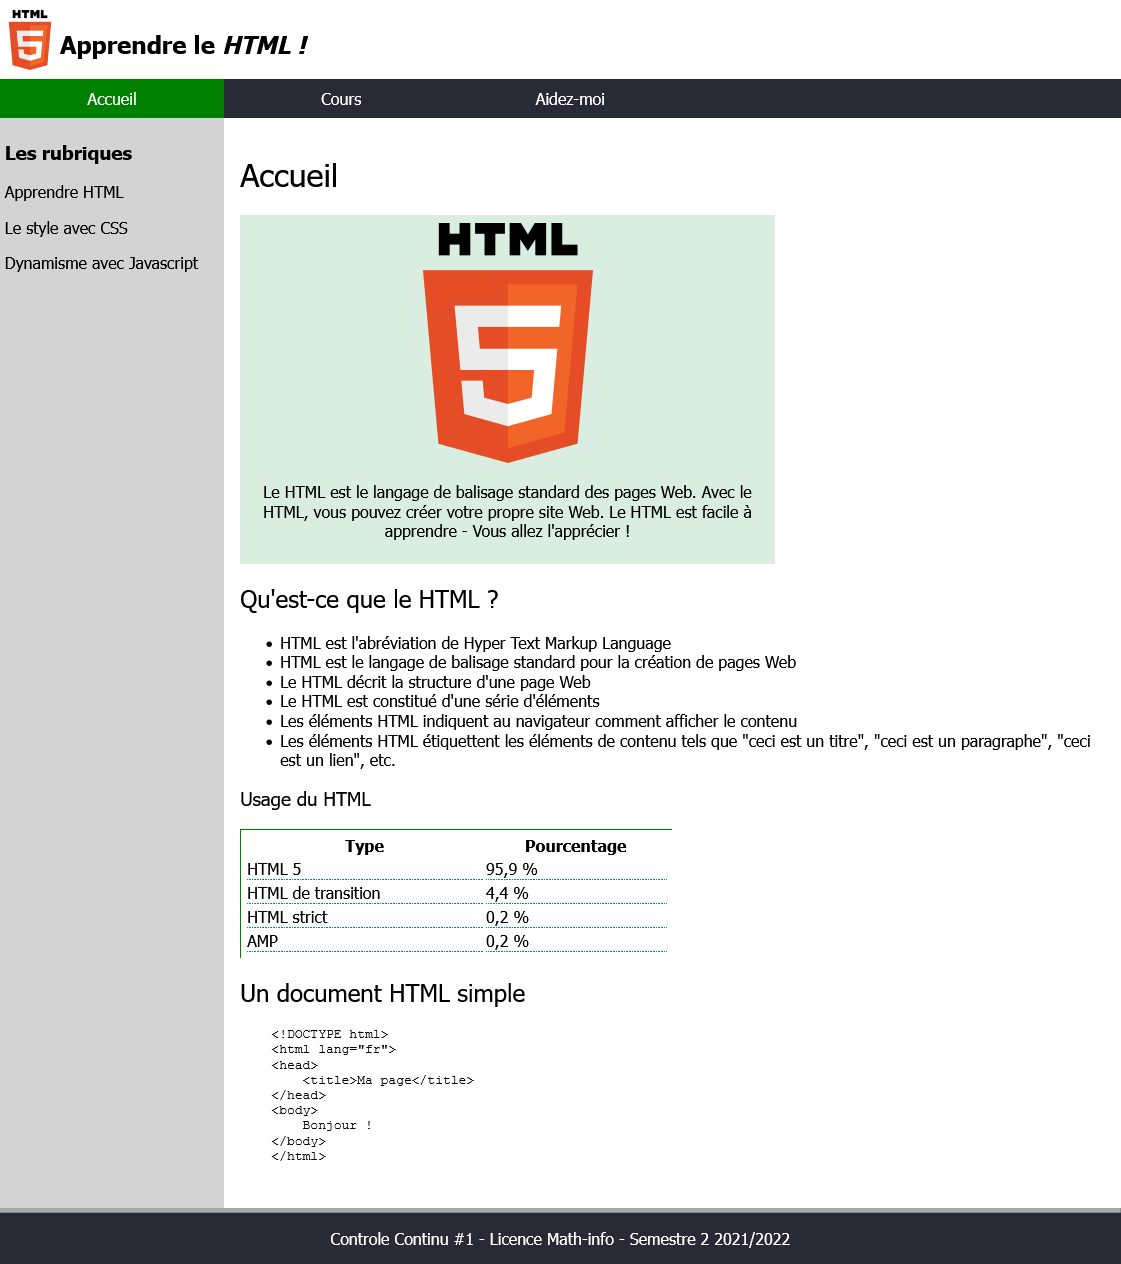 HTML
Apprendre le HTML !
Accueil
Cours
Aidez-moi
Les rubriques
Apprendre HTML
Le style avec CSS
Dynamisme avec Javascript
Accueil
HTML
Le HTML est le langage de balisage standard des pages Web. Avec le
HTML, vous pouvez créer votre propre site Web. Le HTML est facile à
apprendre - Vous allez l'apprécier !
Qu'est-ce que le HTML ?
• HTML est l'abréviation de Hyper Text Markup Language
• HTML est le langage de balisage standard pour la création de pages Web
• Le HTML décrit la structure d'une page Web
• Le HTML est constitué d'une série d'éléments
• Les éléments HTML indiquent au navigateur comment afficher le contenu
• Les éléments HTML étiquettent les éléments de contenu tels que "ceci est un titre", "ceci est un paragraphe", "ceci
est un lien", etc.
Usage du HTML
Type Pourcentage
HTML 5 95,9 %
HTML de transition 4,4 %
HTML strict 0,2 %
AMP 0,2 %
Un document HTML simple
<!DOCTYPE html>
<html lang="fr">
<head>
    <title>Ma page</title>
</head>
<body>
    Bonjour !
</body>
</html>
Controle Continu #1 - Licence Math-info - Semestre 2 2021/2022